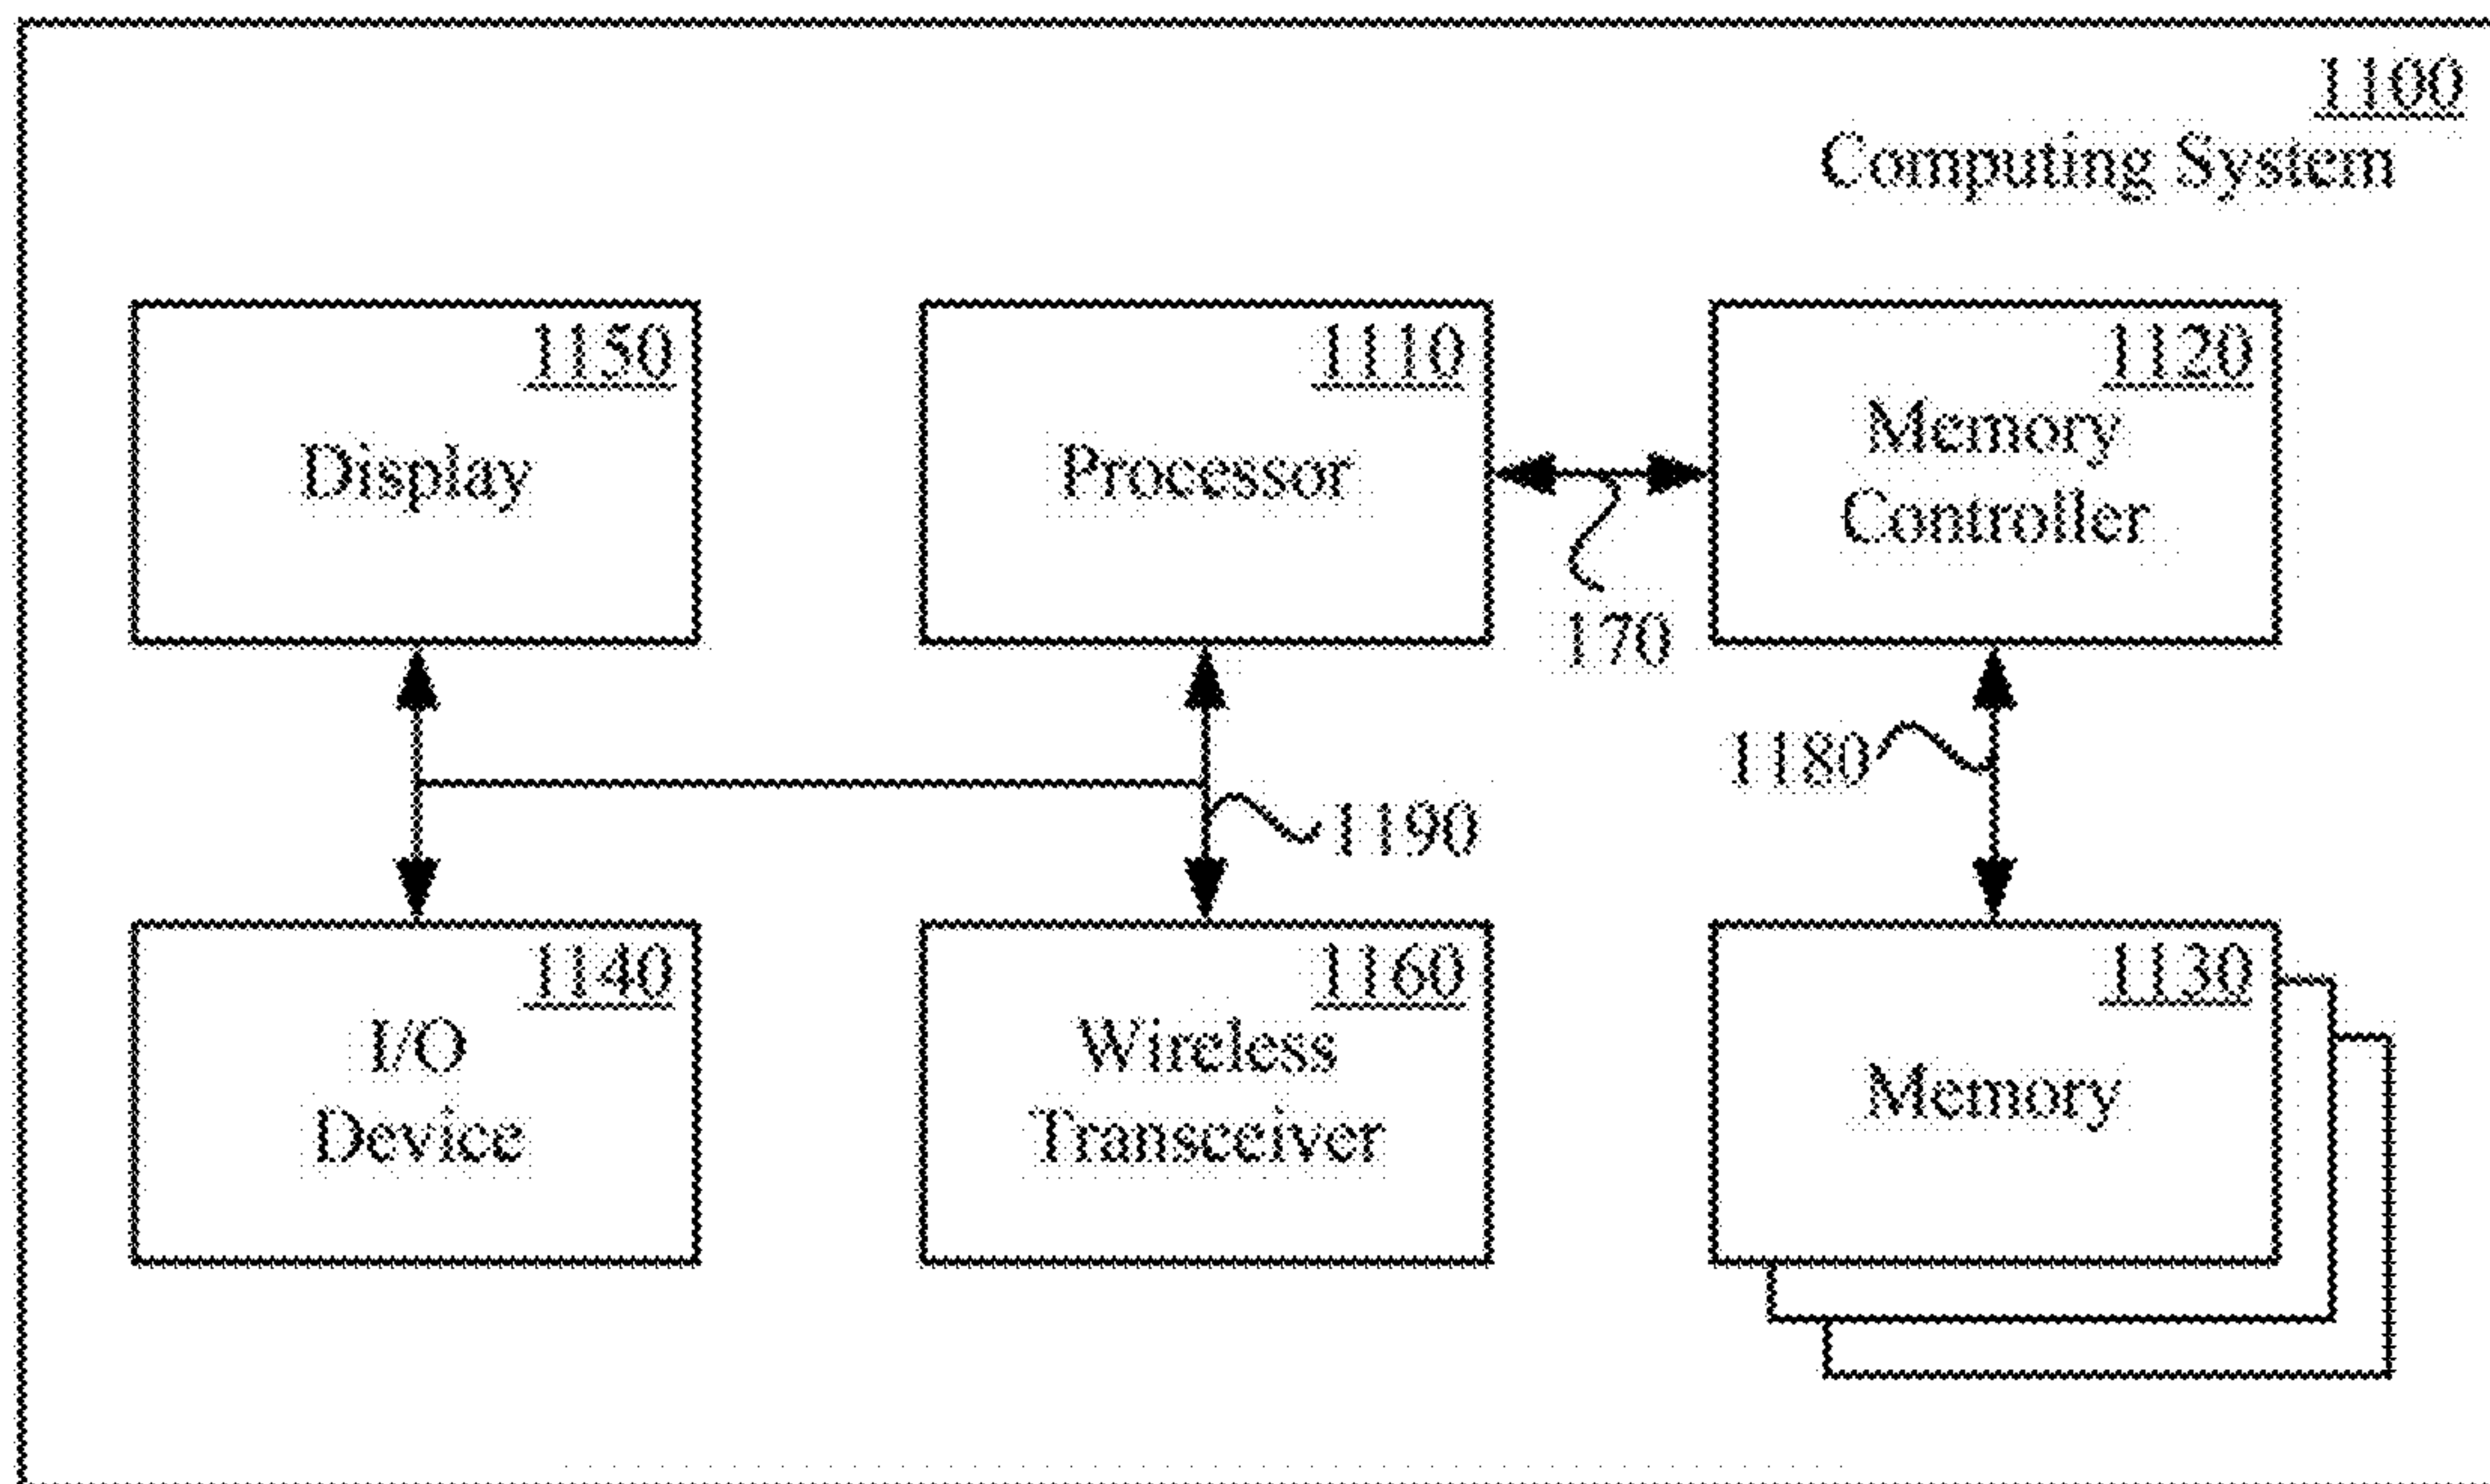 1100
Computing System
1150
Display
1110
Processor
1120
Memory
Controller
170
1180
1190
1140
I/O
Device
1160
Wireless
Transceiver
1130
Memory